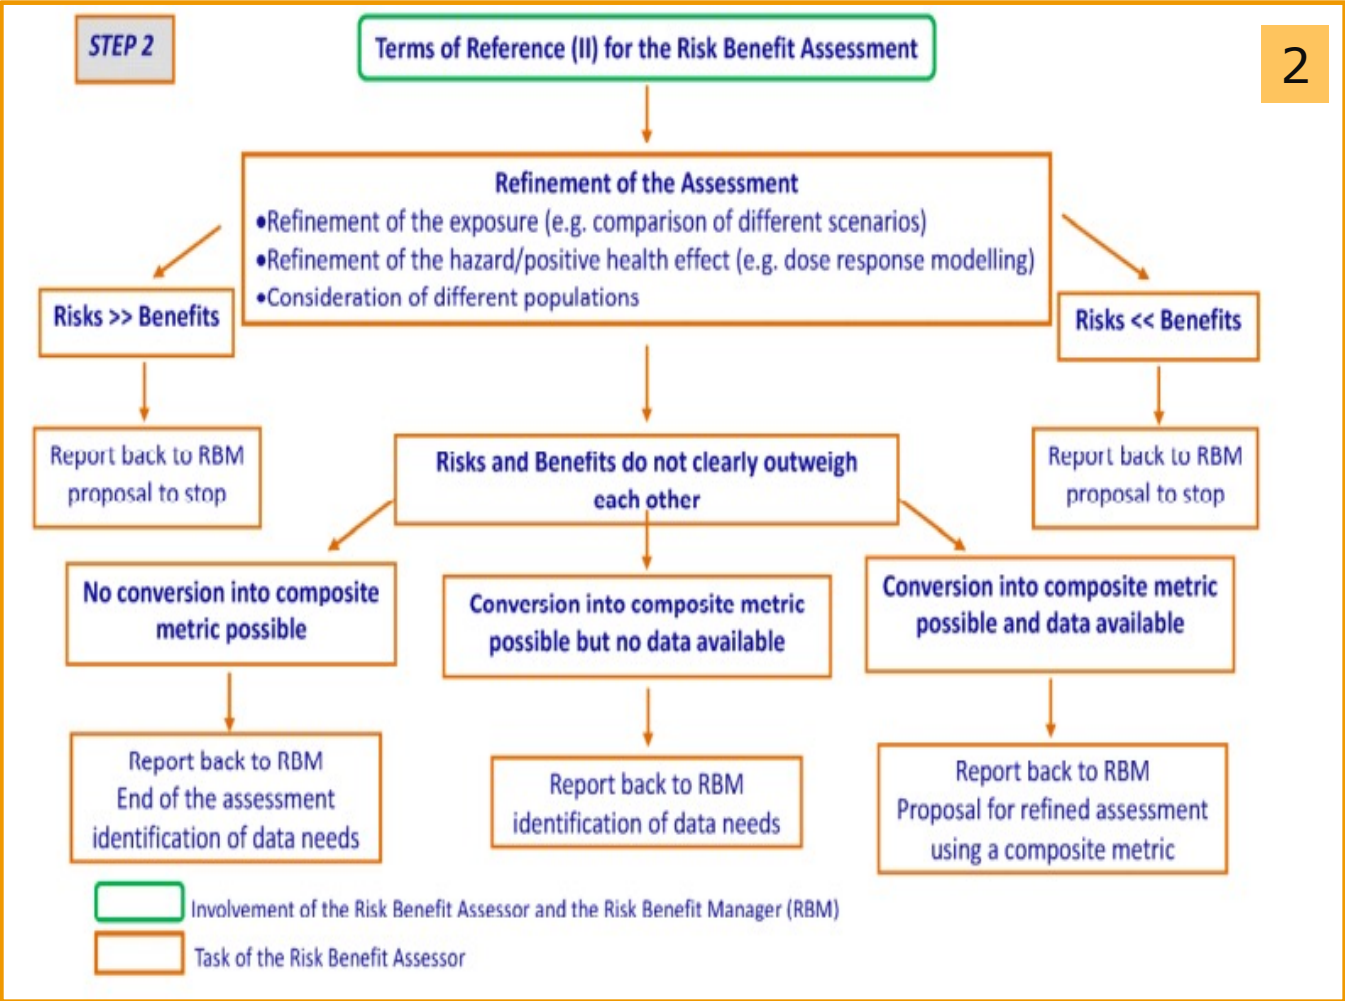 STEP 2
Terms of Reference (II) for the Risk Benefit Assessment
2
Refinement of the Assessment
•Refinement of the exposure (e.g. comparison of different scenarios)
•Refinement of the hazard/positive health effect (e.g. dose response modelling)
•Consideration of different populations
Risks >> Benefits
Risks << Benefits
Report back to RBM
proposal to stop
Risks and Benefits do not clearly outweigh
each other
Report back to RBM
proposal to stop
No conversion into composite
metric possible
Conversion into composite metric
possible but no data available
Conversion into composite metric
possible and data available
Report back to RBM
End of the assessment
identification of data needs
Report back to RBM
identification of data needs
Report back to RBM
Proposal for refined assessment
using a composite metric
Involvement of the Risk Benefit Assessor and the Risk Benefit Manager (RBM)
Task of the Risk Benefit Assessor